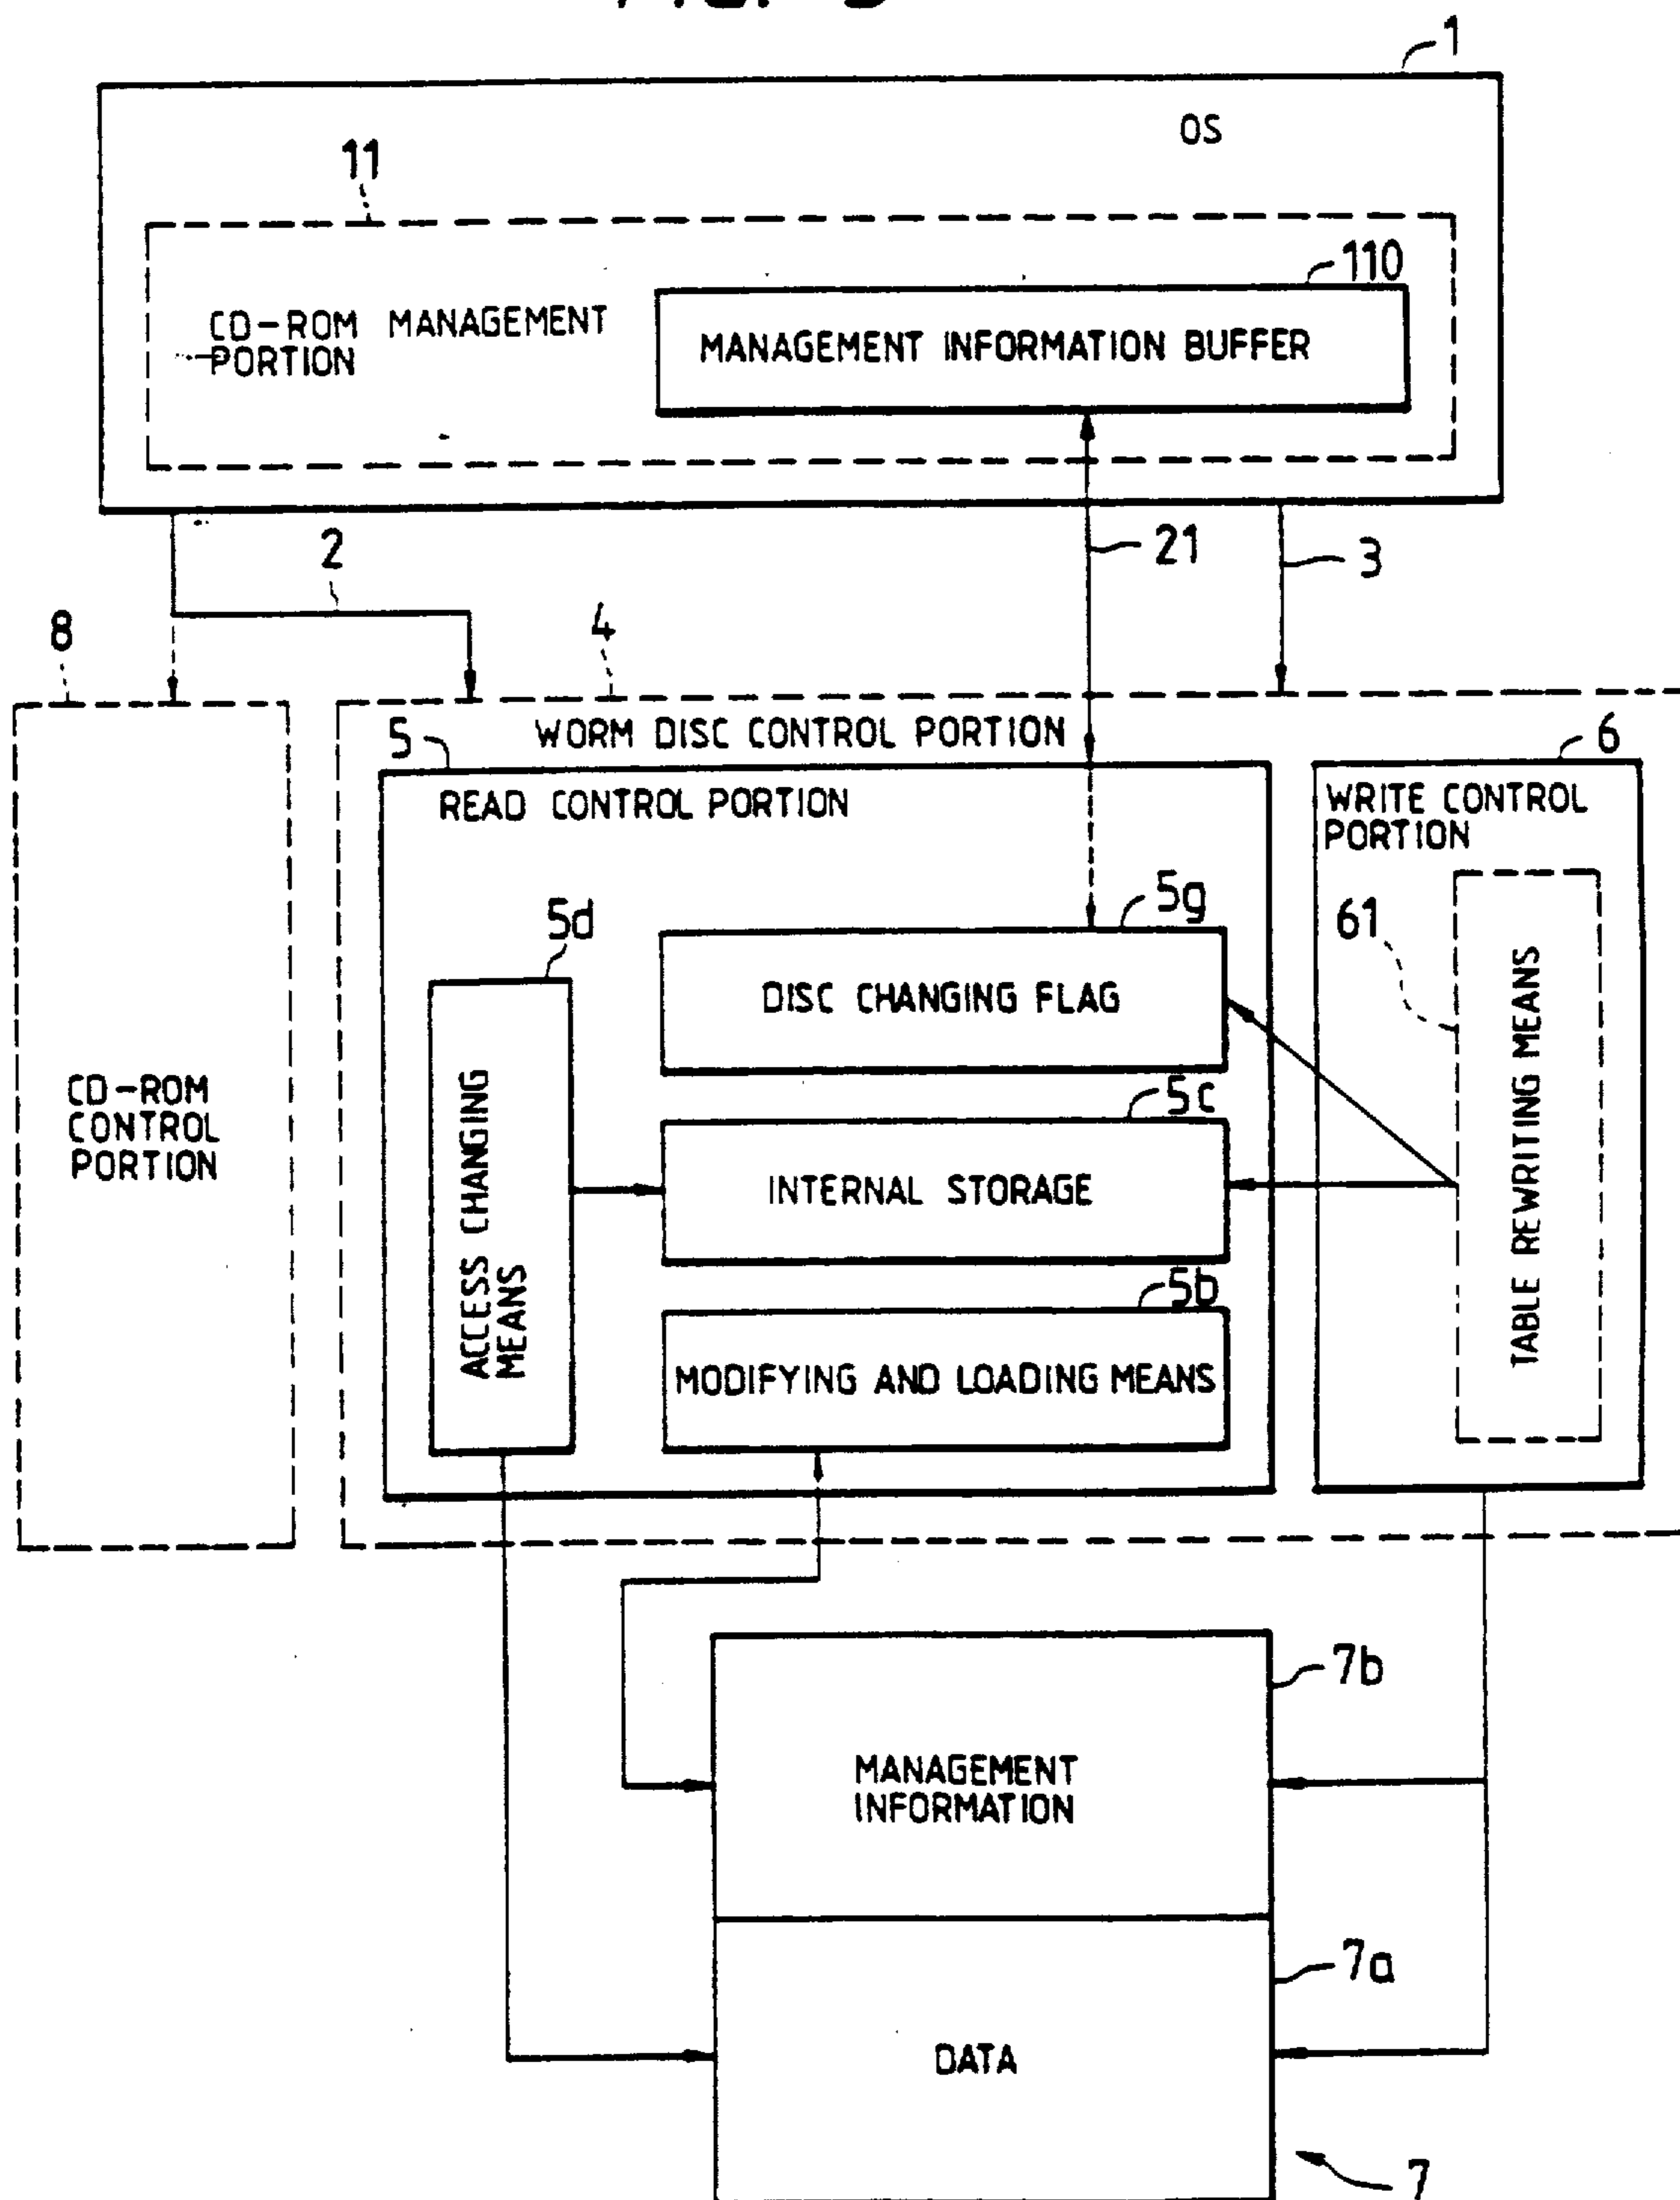 1
OS
11
110
CD-ROM MANAGEMENT
PORTION
MANAGEMENT INFORMATION BUFFER
2
21
3
8
4
WORM DISC CONTROL PORTION
5
6
READ CONTROL PORTION
WRITE CONTROL
PORTION
5d
5g
61
DISC CHANGING FLAG
CD-ROM
CONTROL
PORTION
ACCESS CHANGING
MEANS
5c
INTERNAL STORAGE
TABLE REWRITING MEANS
5b
MODIFYING AND LOADING MEANS
7b
MANAGEMENT
INFORMATION
7a
DATA
7